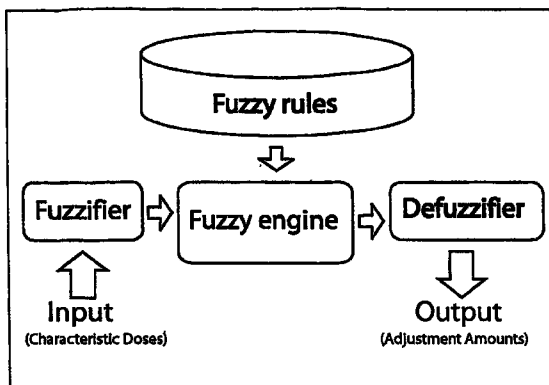 Fuzzy rules
Fuzzifier
Fuzzy engine
Defuzzifier
Input
(Characteristic Doses)
Output
(Adjustment Amounts)